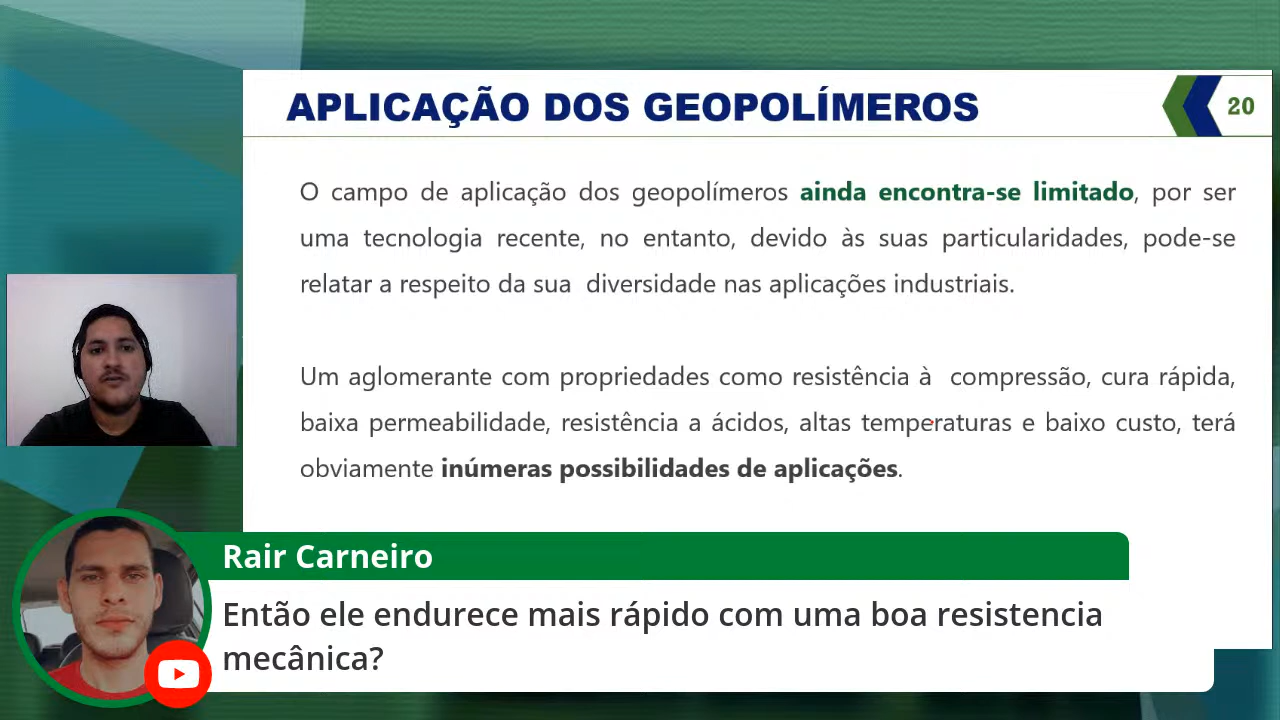 APLICAÇÃO DOS GEOPOLÍMEROS
20
O campo de aplicação dos geopolímeros ainda encontra-se limitado, por ser
uma tecnologia recente, no entanto, devido às suas particularidades, pode-se
relatar a respeito da sua diversidade nas aplicações industriais.
Um aglomerante com propriedades como resistência à compressão, cura rápida,
baixa permeabilidade, resistência a ácidos, altas temperaturas e baixo custo, terá
obviamente inúmeras possibilidades de aplicações.
Rair Carneiro
Então ele endurece mais rápido com uma boa resistencia
mecânica?